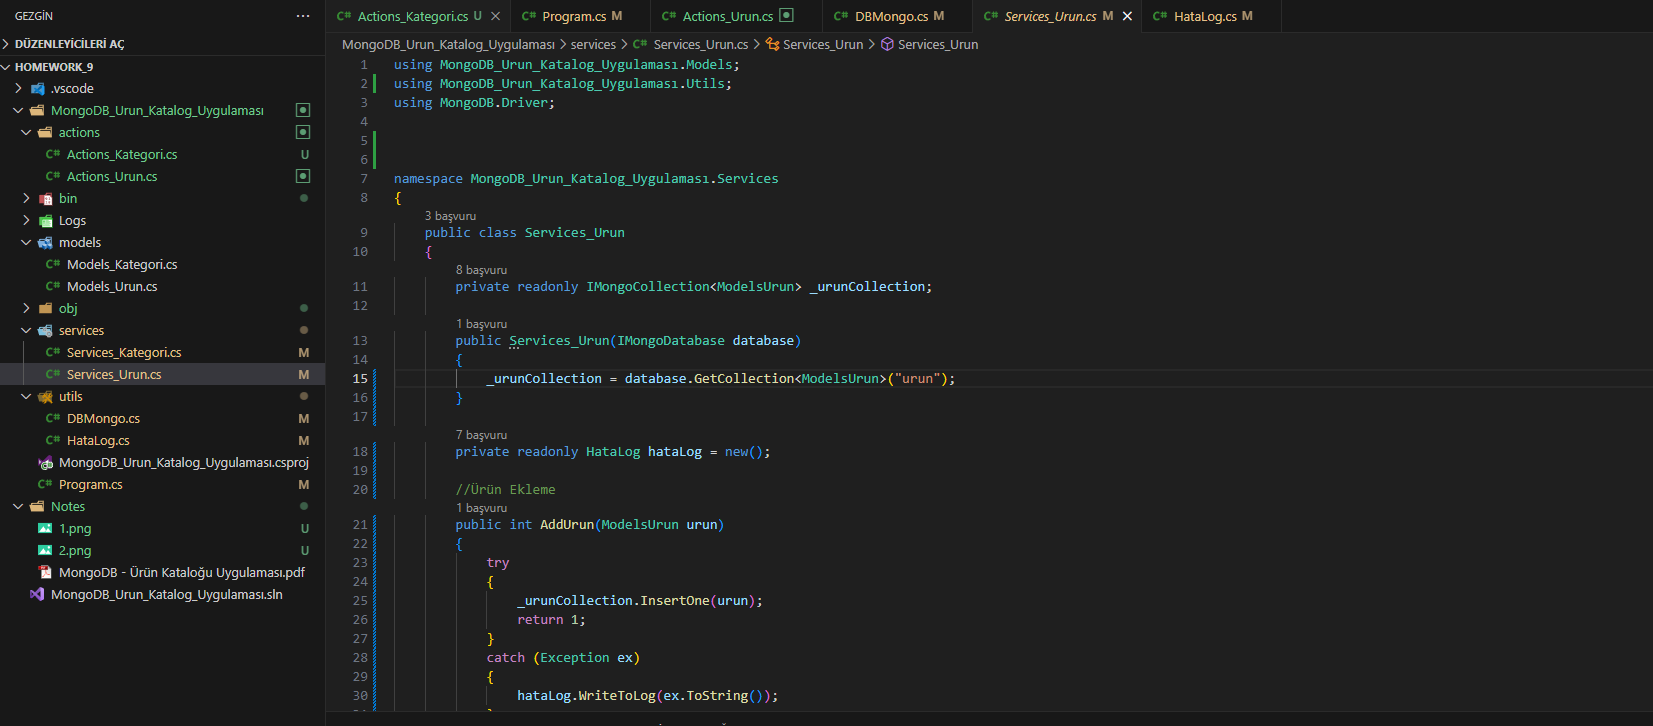 GEZGİN
DÜZENLEYİCİLERİ AÇ
HOMEWORK_9
.vscode
MongoDB_Urun_Katalog_Uygulaması
actions
Actions_Kategori.cs U
Actions_Urun.cs
bin
Logs
models
Models_Kategori.cs
Models_Urun.cs
obj
services
Services_Kategori.cs M
Services_Urun.cs M
utils
DBMongo.cs M
HataLog.cs M
MongoDB_Urun_Katalog_Uygulaması.csproj
Program.cs M
Notes
1.png U
2.png U
MongoDB - Ürün Kataloğu Uygulaması.pdf
MongoDB_Urun_Katalog_Uygulaması.sln
C# Actions_Kategori.cs U C# Program.cs M C# Actions_Urun.cs C# DBMongo.cs M C# Services_Urun.cs M C# HataLog.cs M
MongoDB_Urun_Katalog_Uygulaması > services > C# Services_Urun.cs > Services_Urun > Services_Urun
1 using MongoDB_Urun_Katalog_Uygulaması.Models;
2 using MongoDB_Urun_Katalog_Uygulaması.Utils;
3 using MongoDB.Driver;
4
5
6
7 namespace MongoDB_Urun_Katalog_Uygulaması.Services
8 {
3 başvuru
9 public class Services_Urun
10 {
8 başvuru
11 private readonly IMongoCollection<ModelsUrun> _urunCollection;
12
1 başvuru
13 public Services_Urun(IMongoDatabase database)
14 {
15 _urunCollection = database.GetCollection<ModelsUrun>("urun");
16 }
17
7 başvuru
18 private readonly HataLog hataLog = new();
19
20 //Ürün Ekleme
1 başvuru
21 public int AddUrun(ModelsUrun urun)
22 {
23 try
24 {
25 _urunCollection.InsertOne(urun);
26 return 1;
27 }
28 catch (Exception ex)
29 {
30 hataLog.WriteToLog(ex.ToString());